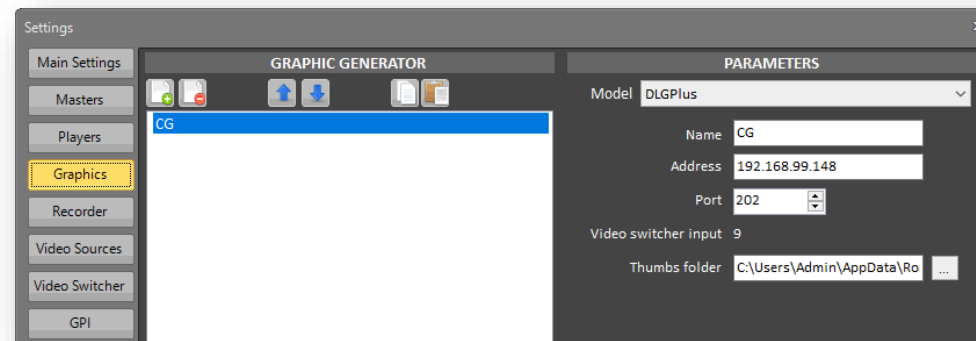 Settings
Main Settings
Masters
Players
Graphics
Recorder
Video Sources
Video Switcher
GPI
GRAPHIC GENERATOR
CG
PARAMETERS
Model DLGPlus
Name CG
Address 192.168.99.148
Port 202
Video switcher input 9
Thumbs folder C:\Users\Admin\AppData\Ro ...